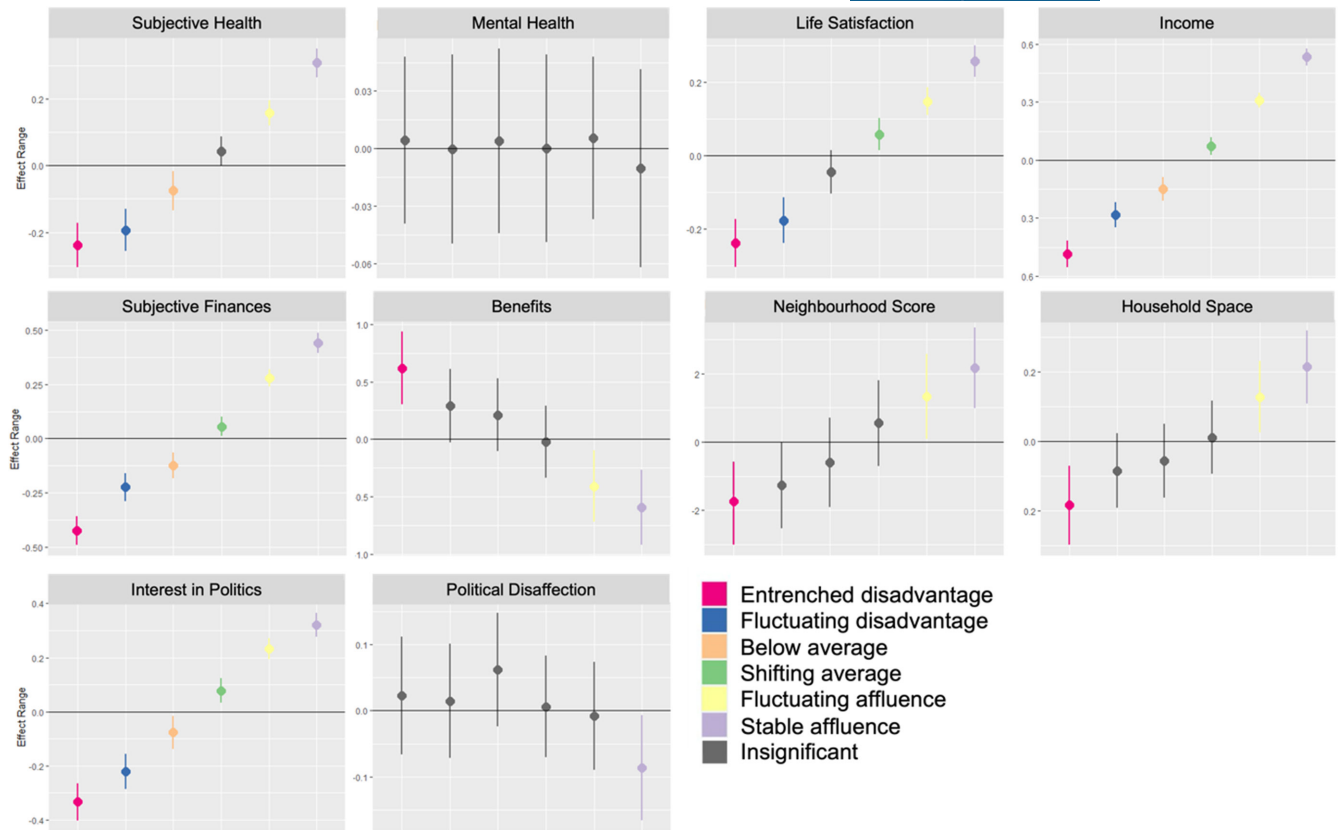 Subjective Health
Mental Health
Life Satisfaction
Income
Effect Range
0.2
0.0
-0.2
0.03
0.00
-0.03
-0.06
0.2
0.0
-0.2
0.6
0.3
0.0
0.3
0.6
Subjective Finances
Benefits
Neighbourhood Score
Household Space
Effect Range
0.50
0.25
0.00
-0.25
-0.50
1.0
0.5
0.0
0.5
1.0
2
0
-2
0.2
0.0
0.2
Interest in Politics
Political Disaffection
Effect Range
0.4
0.2
0.0
-0.2
-0.4
0.1
0.0
-0.1
Entrenched disadvantage
Fluctuating disadvantage
Below average
Shifting average
Fluctuating affluence
Stable affluence
Insignificant